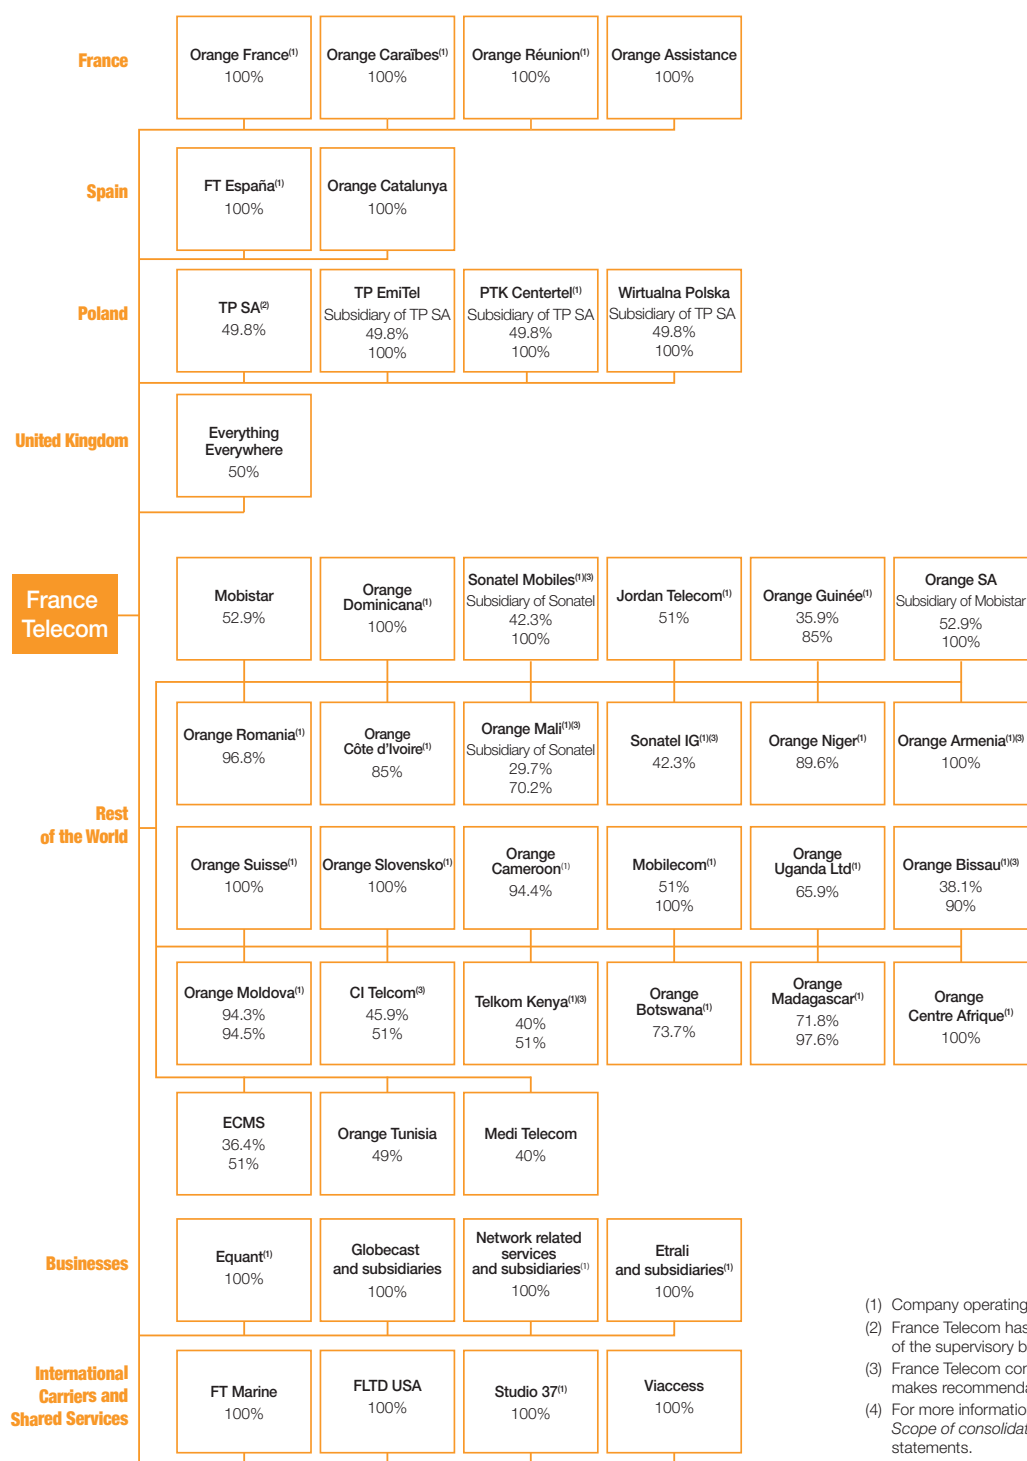 France
Orange France(1)
100%
Orange Caraïbes(1)
100%
Orange Réunion(1)
100%
Orange Assistance
100%
Spain
FT España(1)
100%
Orange Catalunya
100%
Poland
TP SA(2)
49.8%
TP EmiTel
Subsidiary of TP SA
49.8%
100%
PTK Centertel(1)
Subsidiary of TP SA
49.8%
100%
Wirtualna Polska
Subsidiary of TP SA
49.8%
100%
United Kingdom
Everything
Everywhere
50%
France
Telecom
Rest
of the World
Mobistar
52.9%
Orange
Dominicana(1)
100%
Sonatel Mobiles(1)(3)
Subsidiary of Sonatel
42.3%
100%
Jordan Telecom(1)
51%
Orange Guinée(1)
35.9%
85%
Orange SA
Subsidiary of Mobistar
52.9%
100%
Orange Romania(1)
96.8%
Orange
Côte d'Ivoire(1)
85%
Orange Mali(1)(3)
Subsidiary of Sonatel
29.7%
70.2%
Sonatel IG(1)(3)
42.3%
Orange Niger(1)
89.6%
Orange Armenia(1)(3)
100%
Orange Suisse(1)
100%
Orange Slovensko(1)
100%
Orange
Cameroon(1)
94.4%
Mobilecom(1)
51%
100%
Orange
Uganda Ltd(1)
65.9%
Orange Bissau(1)(3)
38.1%
90%
Orange Moldova(1)
94.3%
94.5%
CI Telcom(3)
45.9%
51%
Telkom Kenya(1)(3)
40%
51%
Orange
Botswana(1)
73.7%
Orange
Madagascar(1)
71.8%
97.6%
Orange
Centre Afrique(1)
100%
ECMS
36.4%
51%
Orange Tunisia
49%
Medi Telecom
40%
Businesses
Equant(1)
100%
Globecast
and subsidiaries
100%
Network related
services
and subsidiaries(1)
100%
Etrali
and subsidiaries(1)
100%
International
Carriers and
Shared Services
FT Marine
100%
FLTD USA
100%
Studio 37(1)
100%
Viaccess
100%
(1) Company operating
(2) France Telecom has
of the supervisory b
(3) France Telecom con
makes recommenda
(4) For more information
Scope of consolidat
statements.